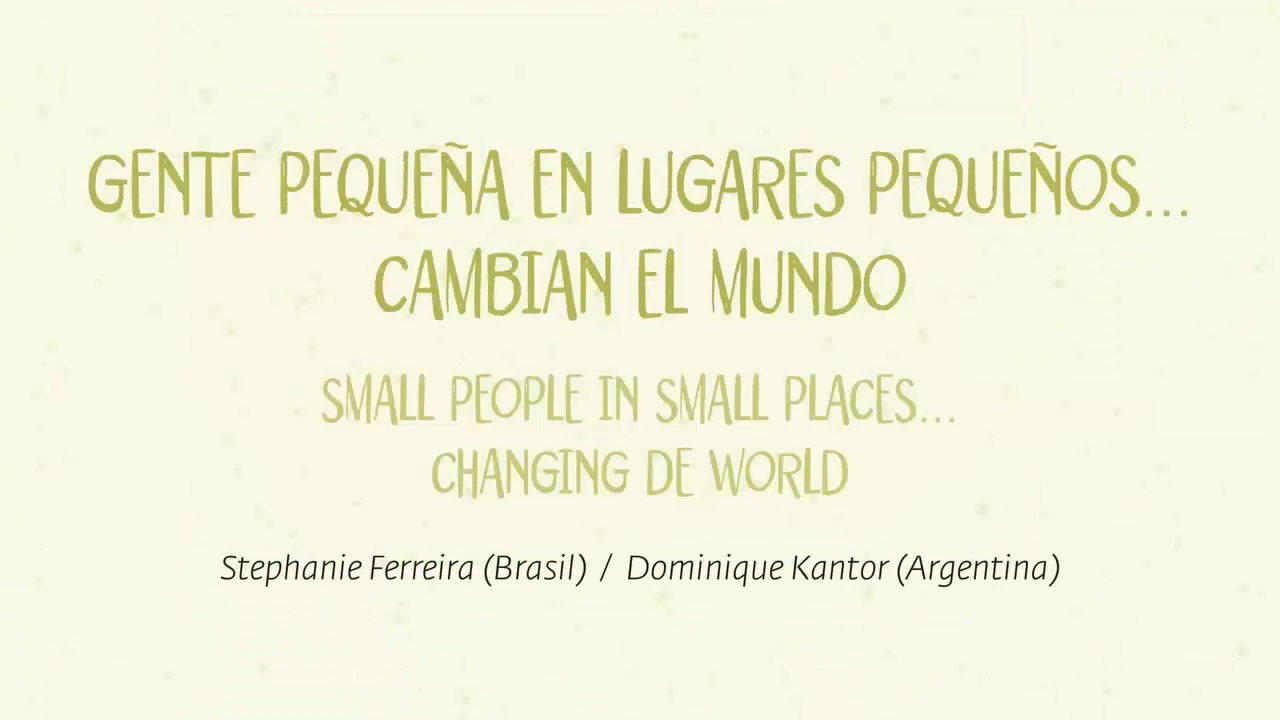 GENTE PEQUEÑA EN LUGARES PEQUEÑOS...
CAMBIAN EL MUNDO
SMALL PEOPLE IN SMALL PLACES...
CHANGING DE WORLD
Stephanie Ferreira (Brasil) / Dominique Kantor (Argentina)